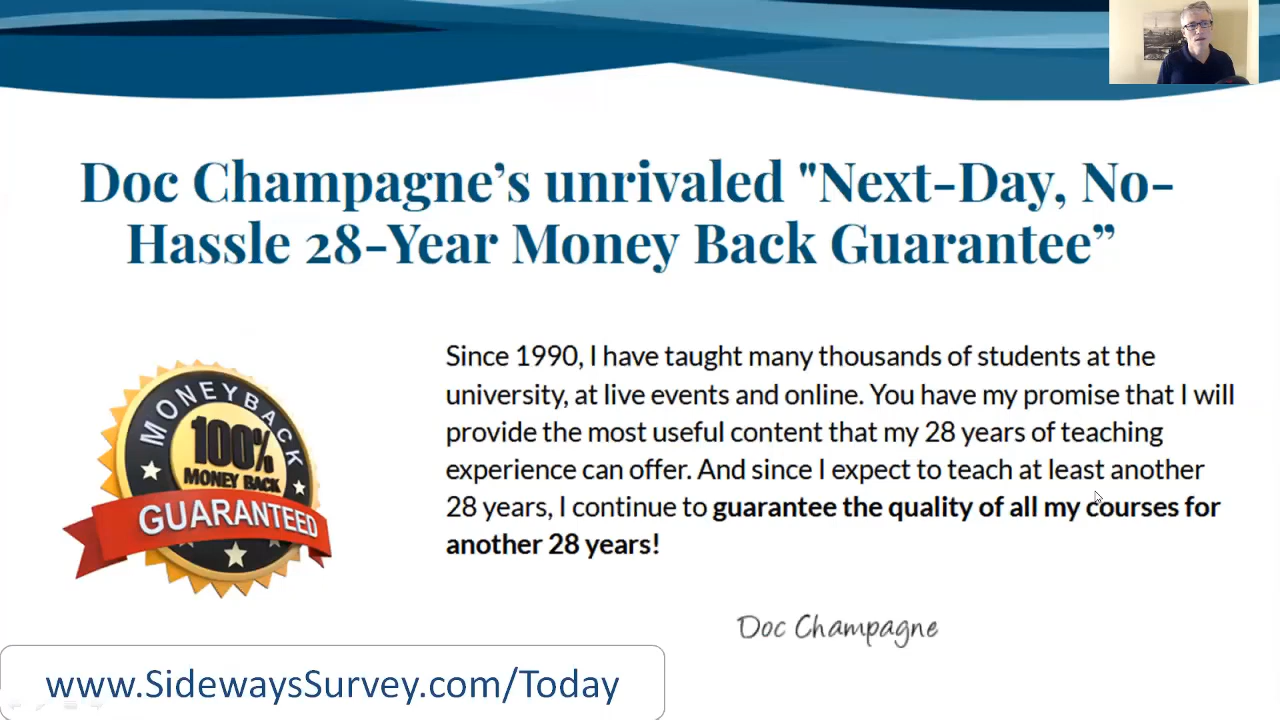 Doc Champagne’s unrivaled "Next-Day, No-
Hassle 28-Year Money Back Guarantee”
MONEYBACK
100%
MONEY BACK
GUARANTEED
Since 1990, I have taught many thousands of students at the
university, at live events and online. You have my promise that I will
provide the most useful content that my 28 years of teaching
experience can offer. And since I expect to teach at least another
28 years, I continue to guarantee the quality of all my courses for
another 28 years!
Doc Champagne
www.SidewaysSurvey.com/Today